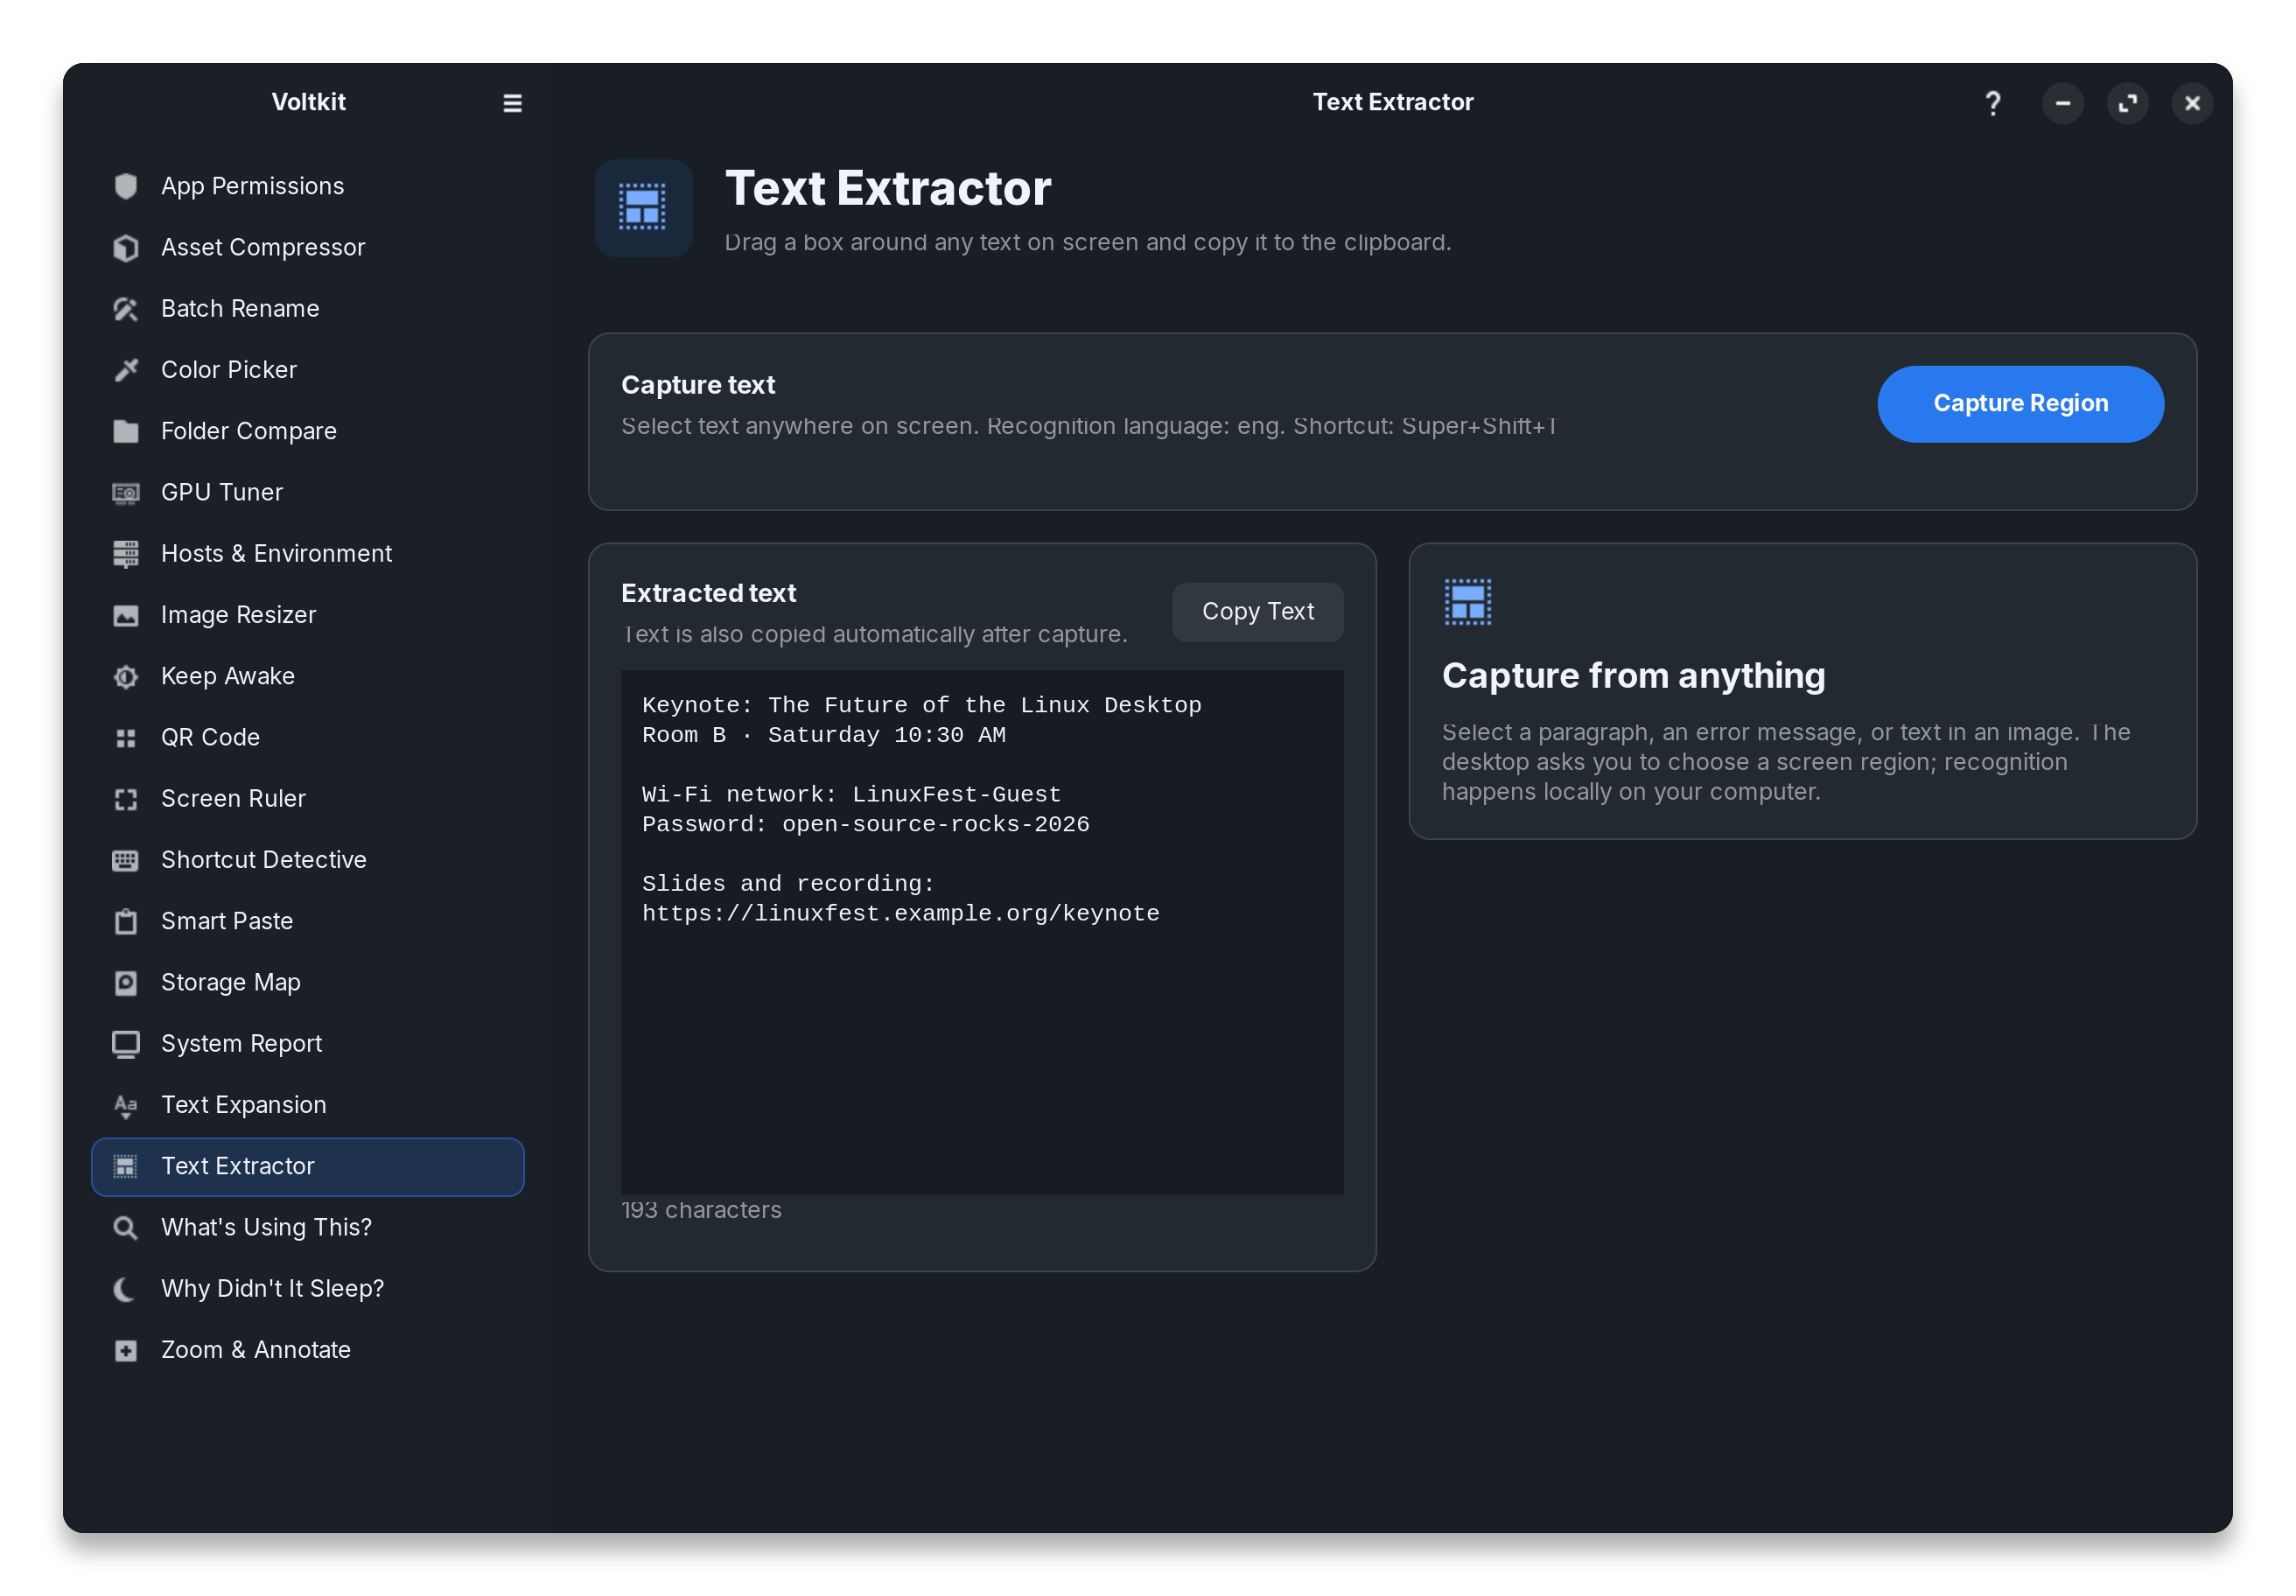 Voltkit
Text Extractor
?
App Permissions
Asset Compressor
Batch Rename
Color Picker
Folder Compare
GPU Tuner
Hosts & Environment
Image Resizer
Keep Awake
QR Code
Screen Ruler
Shortcut Detective
Smart Paste
Storage Map
System Report
Text Expansion
Text Extractor
What's Using This?
Why Didn't It Sleep?
Zoom & Annotate
Text Extractor
Drag a box around any text on screen and copy it to the clipboard.
Capture text
Select text anywhere on screen. Recognition language: eng. Shortcut: Super+Shift+T
Capture Region
Extracted text
Text is also copied automatically after capture.
Copy Text
Keynote: The Future of the Linux Desktop
Room B · Saturday 10:30 AM
Wi-Fi network: LinuxFest-Guest
Password: open-source-rocks-2026
Slides and recording:
https://linuxfest.example.org/keynote
193 characters
Capture from anything
Select a paragraph, an error message, or text in an image. The
desktop asks you to choose a screen region; recognition
happens locally on your computer.